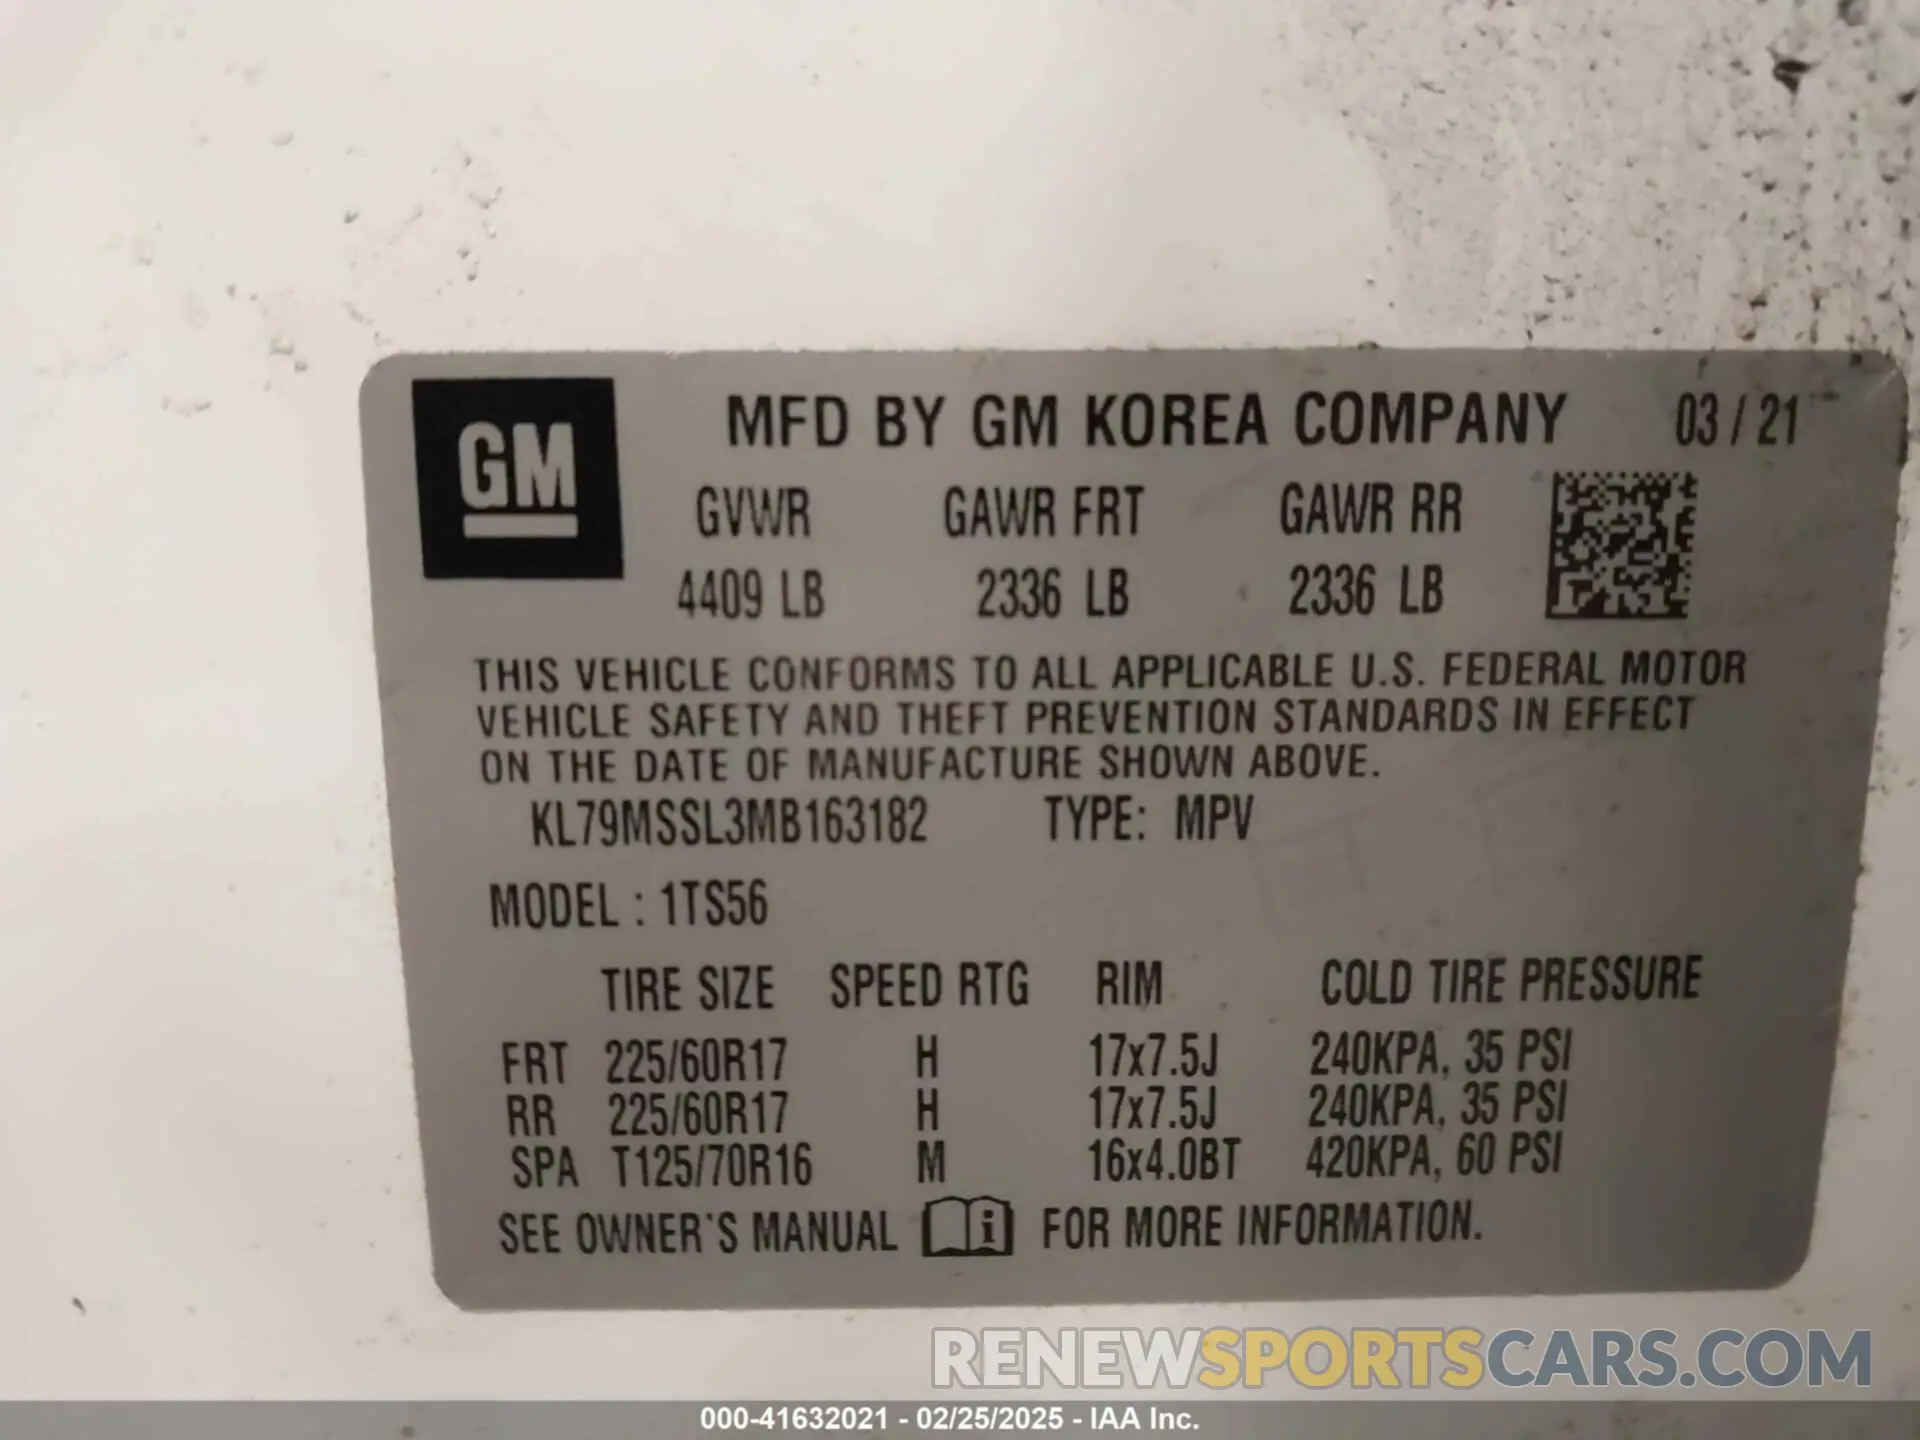 GM
MFD BY GM KOREA COMPANY 03 / 21
GVWR GAWR FRT GAWR RR
4409 LB 2336 LB 2336 LB
THIS VEHICLE CONFORMS TO ALL APPLICABLE U.S. FEDERAL MOTOR
VEHICLE SAFETY AND THEFT PREVENTION STANDARDS IN EFFECT
ON THE DATE OF MANUFACTURE SHOWN ABOVE.
KL79MSSL3MB163182 TYPE: MPV
MODEL : 1TS56
TIRE SIZE SPEED RTG RIM COLD TIRE PRESSURE
FRT 225/60R17 H 17x7.5J 240KPA, 35 PSI
RR 225/60R17 H 17x7.5J 240KPA, 35 PSI
SPA T125/70R16 M 16x4.0BT 420KPA, 60 PSI
SEE OWNER'S MANUAL i FOR MORE INFORMATION.
RENEWSPORTSCARS.COM
000-41632021 - 02/25/2025 - IAA Inc.